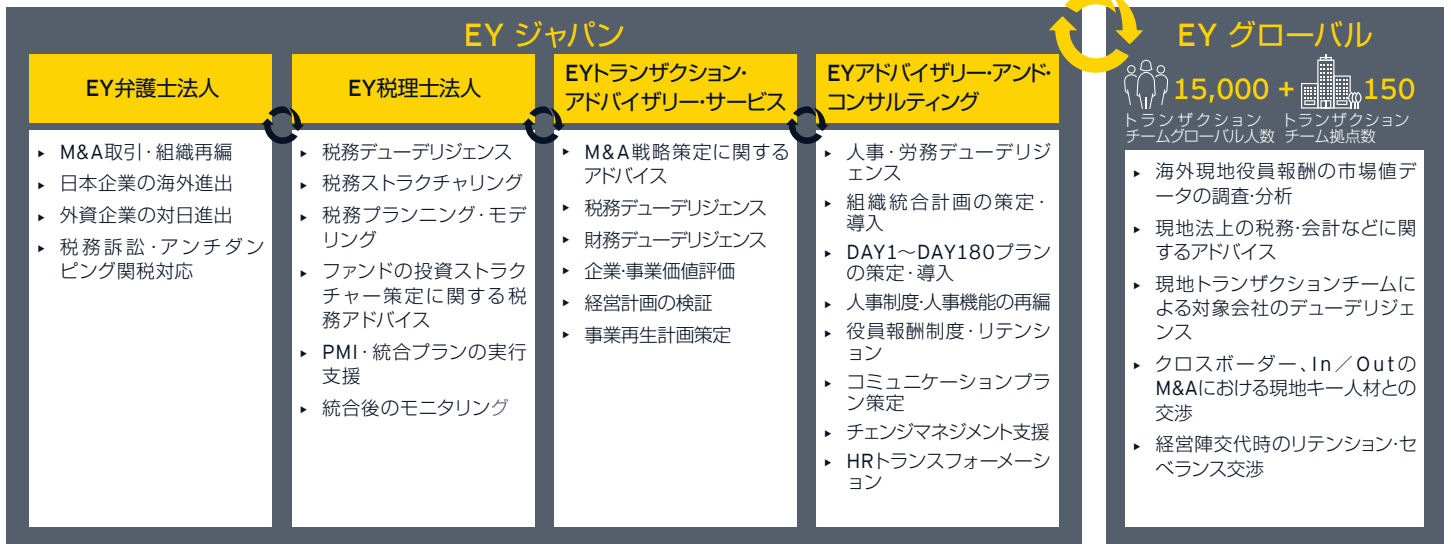 EY ジャパン
EY弁護士法人
▸ M&A取引・組織再編
▸ 日本企業の海外進出
▸ 外資企業の対日進出
▸ 税務訴訟・アンチダン
ピング関税対応
EY税理士法人
▸ 税務デューデリジェンス
▸ 税務ストラクチャリング
▸ 税務プランニング・モデ
リング
▸ ファンドの投資ストラク
チャー策定に関する税
務アドバイス
▸ PMI・統合プランの実行
支援
▸ 統合後のモニタリング
EYトランザクション・
アドバイザリー・サービス
▸ M&A戦略策定に関する
アドバイス
▸ 税務デューデリジェンス
▸ 財務デューデリジェンス
▸ 企業・事業価値評価
▸ 経営計画の検証
▸ 事業再生計画策定
EYアドバイザリー・アンド・
コンサルティング
▸ 人事・労務デューデリジ
ェンス
▸ 組織統合計画の策定・
導入
▸ DAY1～DAY180プラン
の策定・導入
▸ 人事制度・人事機能の再編
▸ 役員報酬制度・リテンシ
ョン
▸ コミュニケーションプラ
ン策定
▸ チェンジマネジメント支援
▸ HRトランスフォーメーシ
ョン
EY グローバル
15,000 + 150
トランザクション
チームグローバル人数
トランザクション
チーム拠点数
▸ 海外現地役員報酬の市場値デ
ータの調査・分析
▸ 現地法上の税務・会計などに関
するアドバイス
▸ 現地トランザクションチームに
よる対象会社のデューデリジェ
ンス
▸ クロスボーダー、In／Outの
M&Aにおける現地キー人材との
交渉
▸ 経営陣交代時のリテンション・セ
ベランス交渉